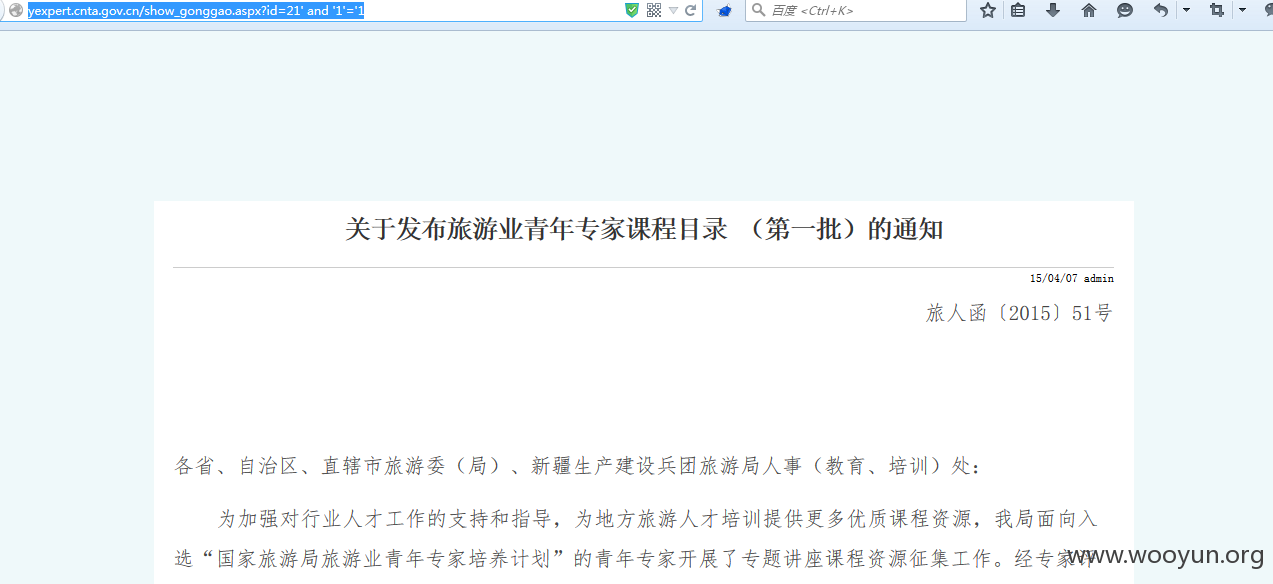 yexpert.cnta.gov.cn/show_gonggao.aspx?id=21' and '1'='1
百度 <Ctrl+K>
关于发布旅游业青年专家课程目录 （第一批）的通知
15/04/07 admin
旅人函〔2015〕51号
各省、自治区、直辖市旅游委（局）、新疆生产建设兵团旅游局人事（教育、培训）处：
为加强对行业人才工作的支持和指导，为地方旅游人才培训提供更多优质课程资源，我局面向入
选“国家旅游局旅游业青年专家培养计划”的青年专家开展了专题讲座课程资源征集工作。经专家
www.wooyun.org